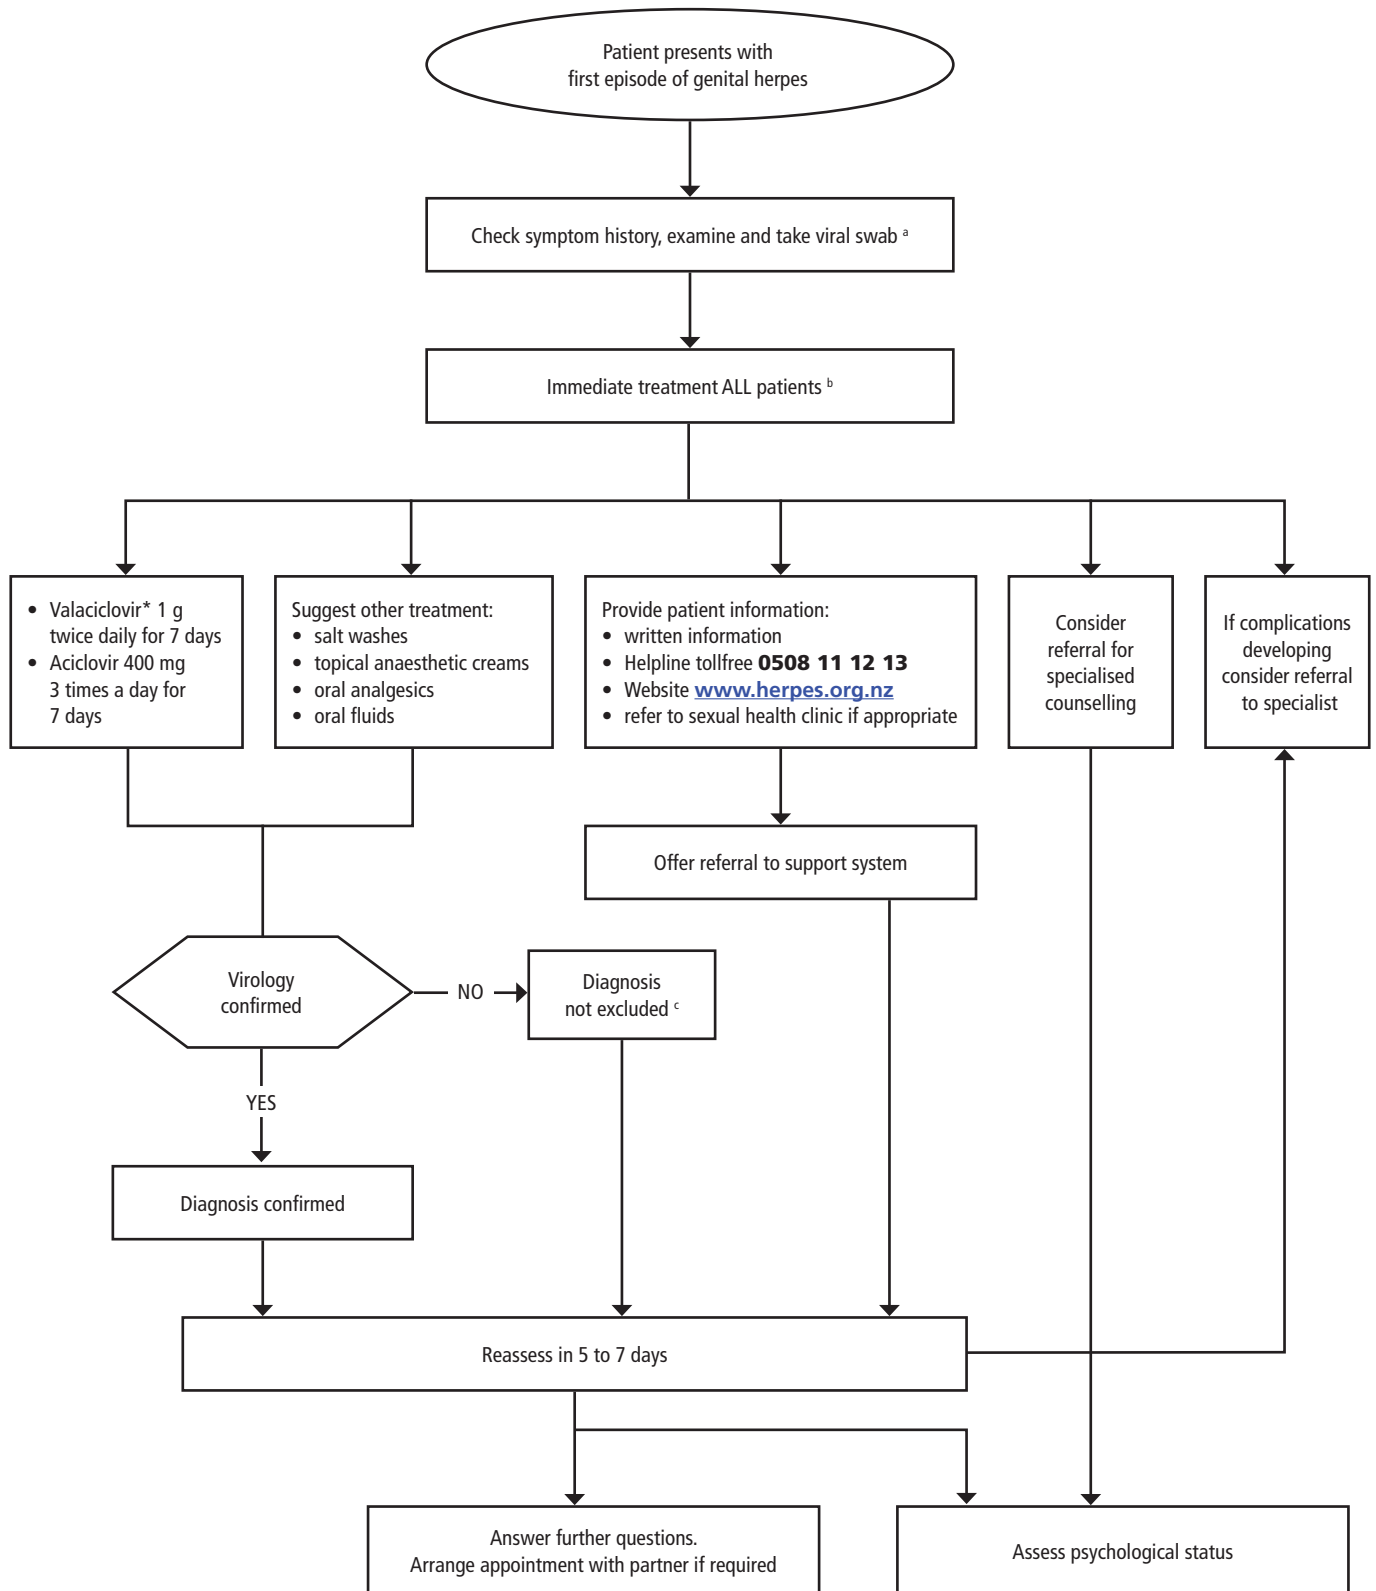 Patient presents with
first episode of genital herpes
Check symptom history, examine and take viral swab a
Immediate treatment ALL patients b
• Valaciclovir* 1 g
twice daily for 7 days
• Aciclovir 400 mg
3 times a day for
7 days
Suggest other treatment:
• salt washes
• topical anaesthetic creams
• oral analgesics
• oral fluids
Provide patient information:
• written information
• Helpline tollfree 0508 11 12 13
• Website www.herpes.org.nz
• refer to sexual health clinic if appropriate
Consider
referral for
specialised
counselling
If complications
developing
consider referral
to specialist
Offer referral to support system
Virology
confirmed
NO
Diagnosis
not excluded c
YES
Diagnosis confirmed
Reassess in 5 to 7 days
Answer further questions.
Arrange appointment with partner if required
Assess psychological status